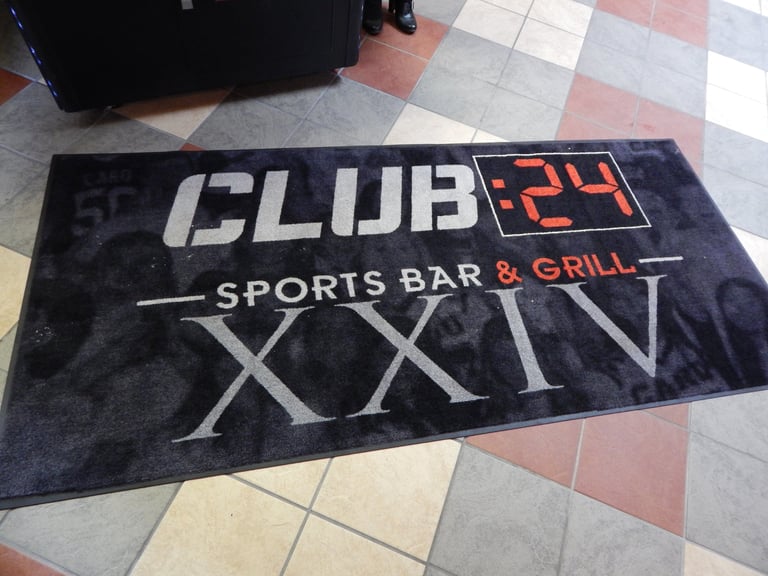 CLUB :24
SPORTS BAR & GRILL
XXIV